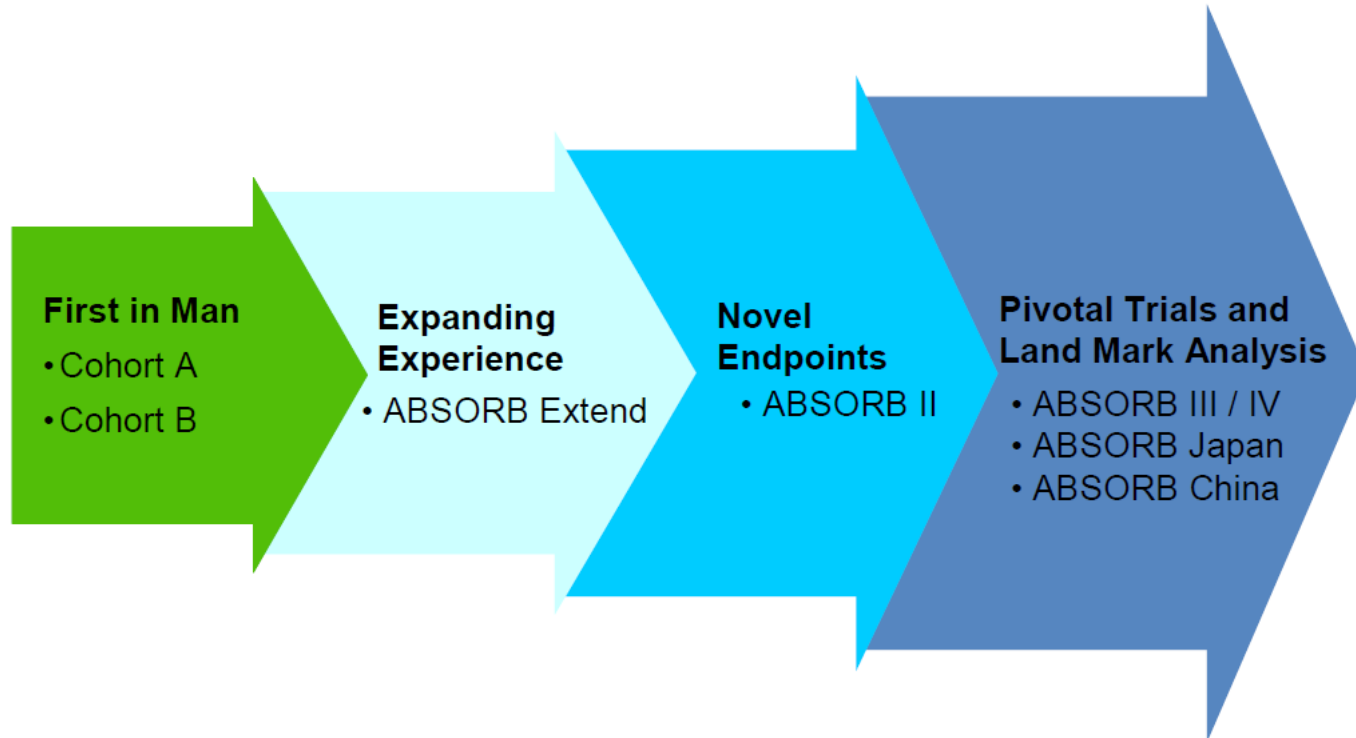 First in Man
• Cohort A
• Cohort B
Expanding
Experience
• ABSORB Extend
Novel
Endpoints
• ABSORB II
Pivotal Trials and
Land Mark Analysis
• ABSORB III / IV
• ABSORB Japan
• ABSORB China